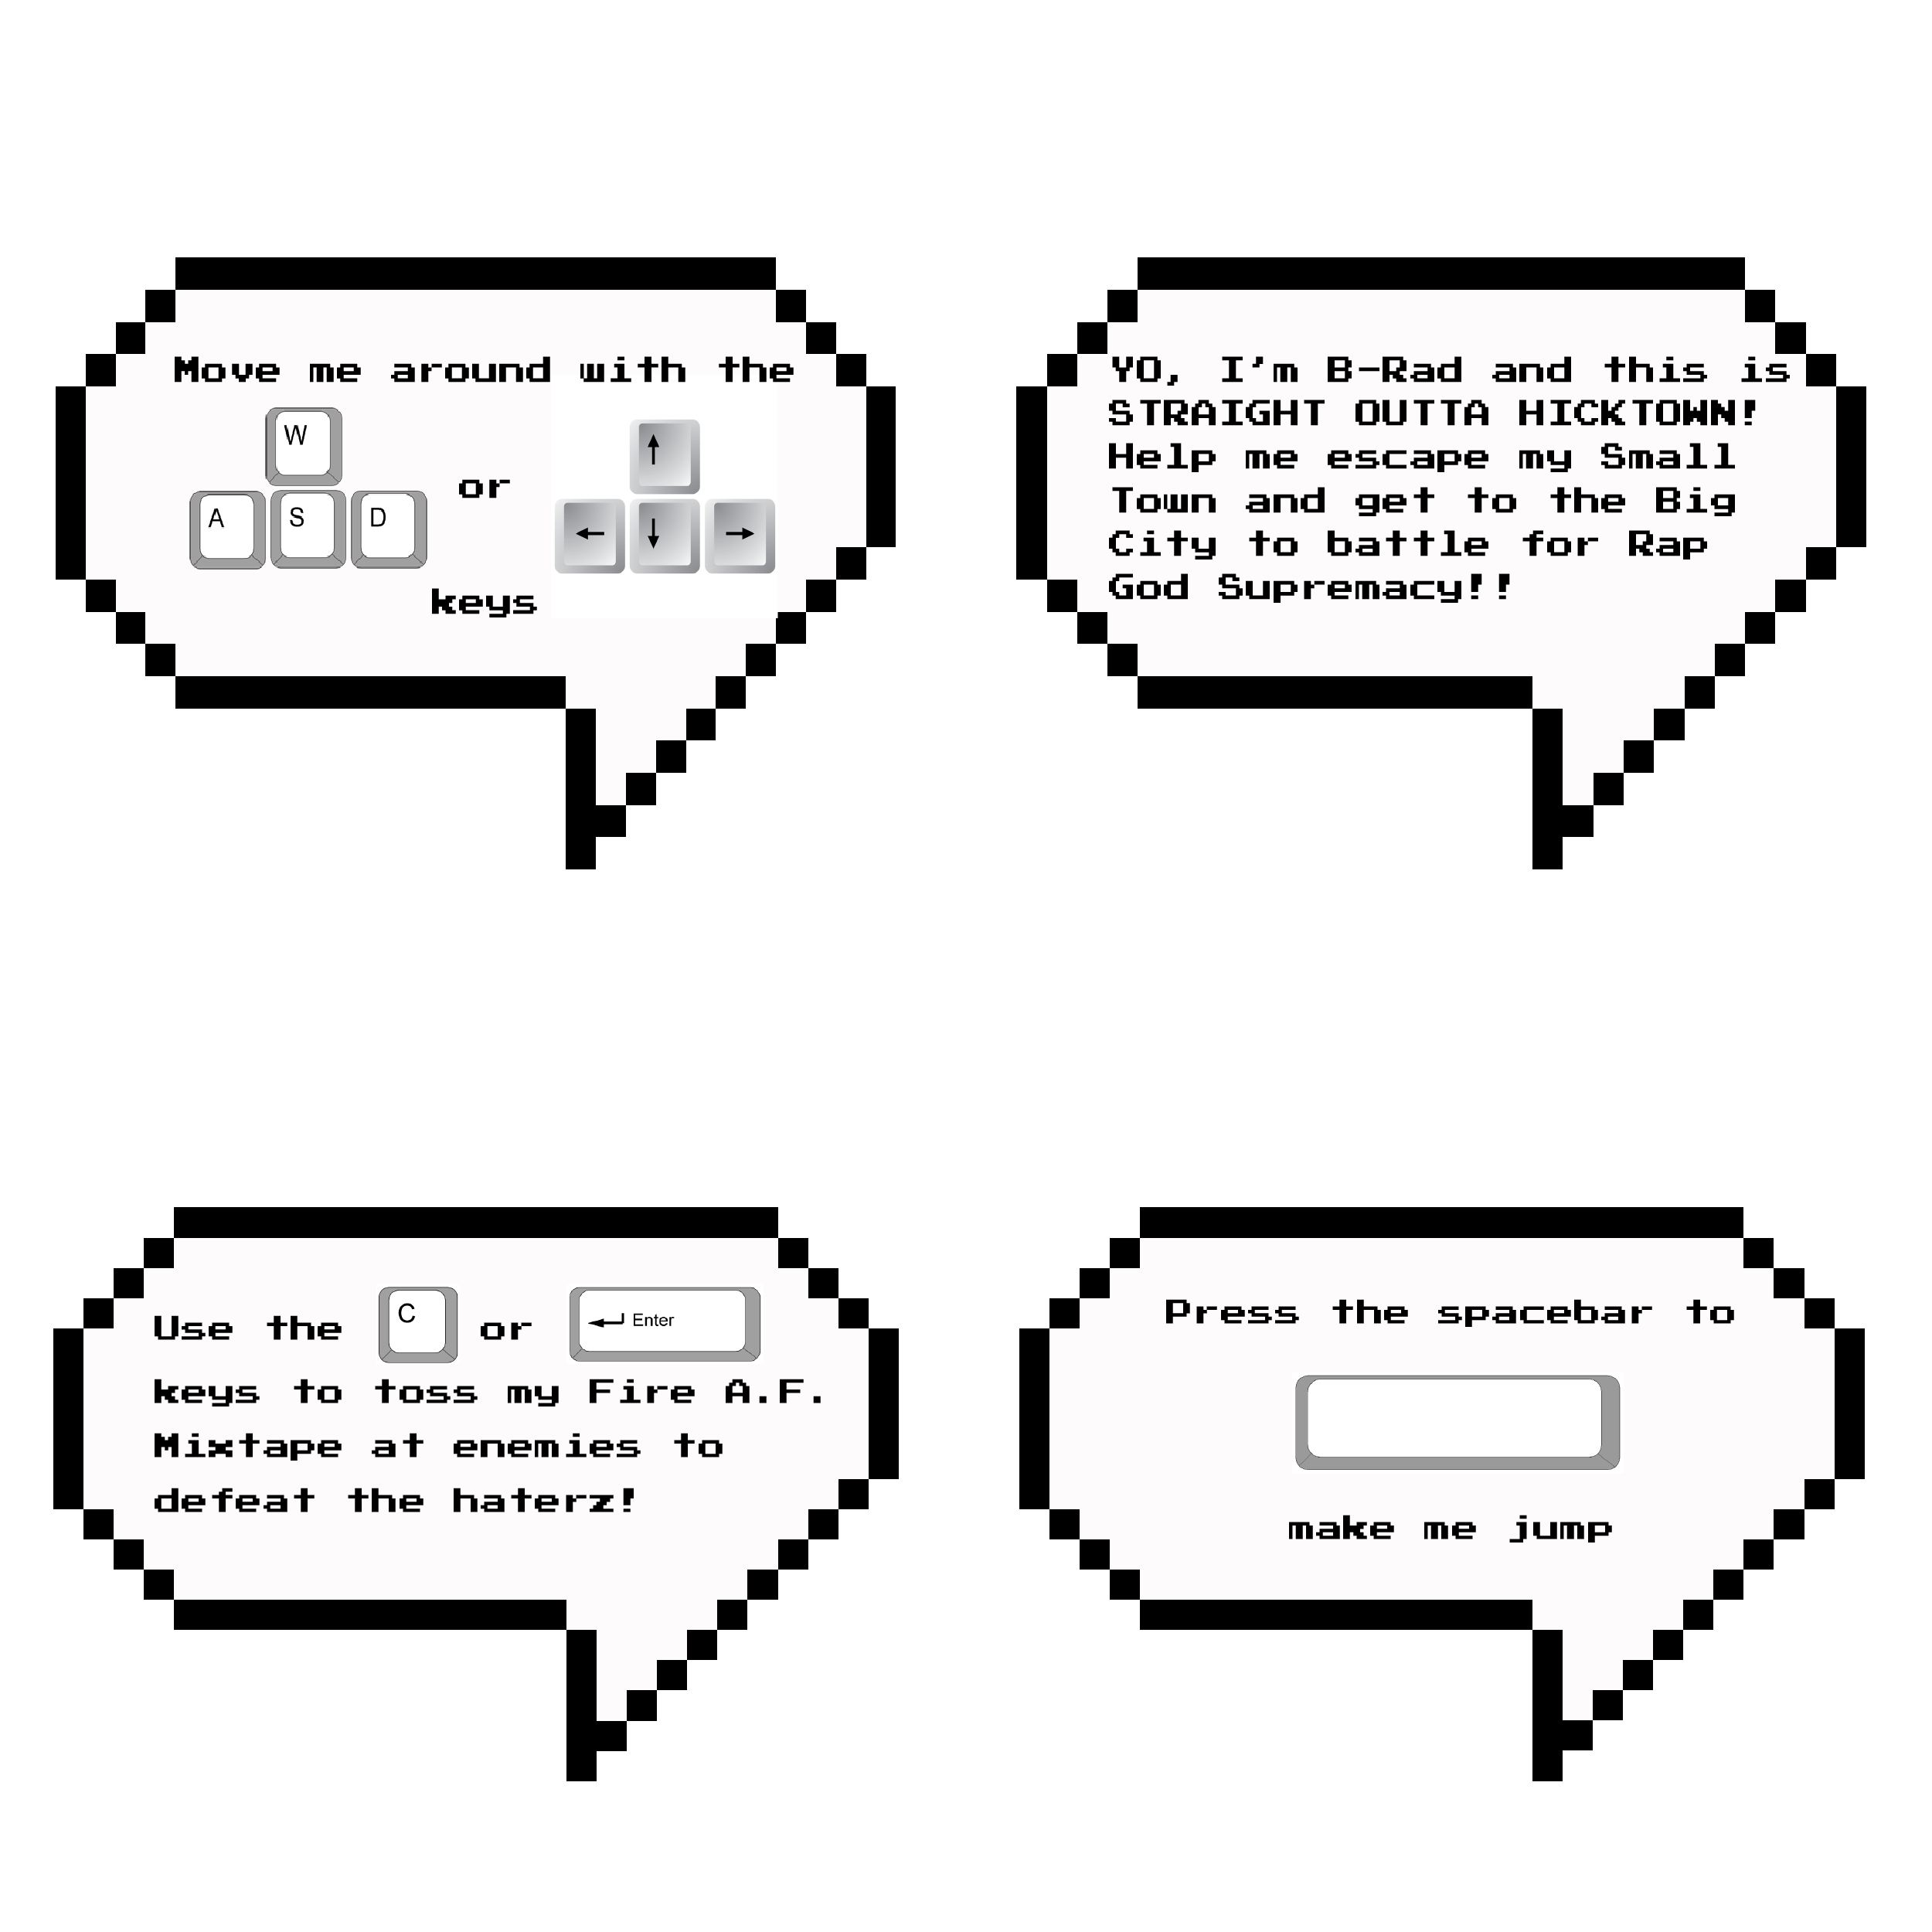 Move me around with the
W
or
↑
A S D
← ↓ →
keys
YO, I'm B-Rad and this is
STRAIGHT OUTTA HICKTOWN!
Help me escape my Small
Town and get to the Big
City to battle for Rap
God Supremacy!!
Use the C or ← Enter
keys to toss my Fire A.F.
Mixtape at enemies to
defeat the haterz!
Press the spacebar to
make me jump